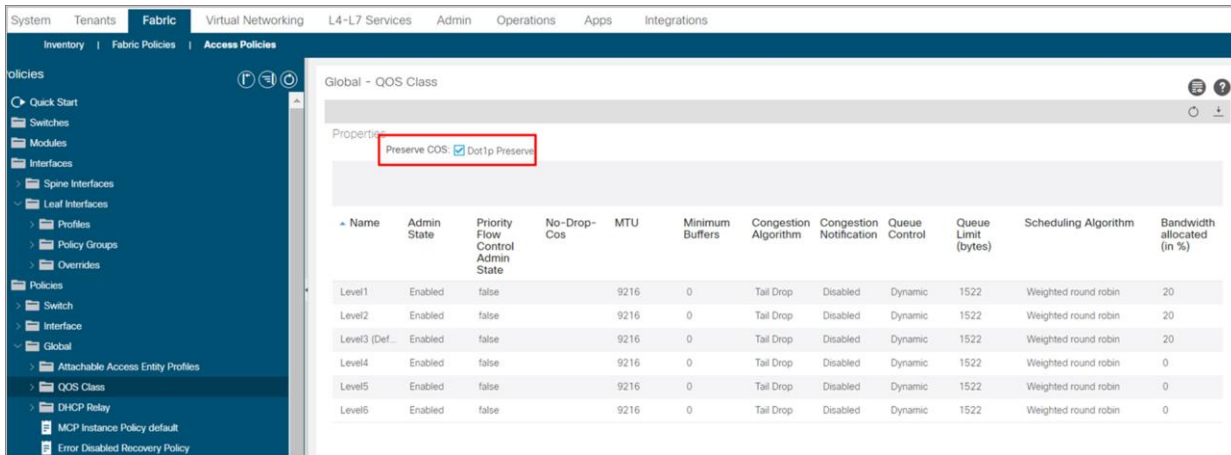 System Tenants Fabric Virtual Networking L4-L7 Services Admin Operations Apps Integrations
Inventory | Fabric Policies | Access Policies
olicies
Quick Start
Switches
Modules
Interfaces
Spine Interfaces
Leaf Interfaces
Profiles
Policy Groups
Overrides
Policies
Switch
Interface
Global
Attachable Access Entity Profiles
QOS Class
DHCP Relay
MCP Instance Policy default
Error Disabled Recovery Policy
Global - QOS Class
Properties
Preserve COS: Dot1p Preserve
Name Admin State Priority Flow Control Admin State No-Drop-Cos MTU Minimum Buffers Congestion Algorithm Congestion Notification Queue Control Queue Limit (bytes) Scheduling Algorithm Bandwidth allocated (in %)
Level1 Enabled false 9216 0 Tail Drop Disabled Dynamic 1522 Weighted round robin 20
Level2 Enabled false 9216 0 Tail Drop Disabled Dynamic 1522 Weighted round robin 20
Level3 (Def... Enabled false 9216 0 Tail Drop Disabled Dynamic 1522 Weighted round robin 20
Level4 Enabled false 9216 0 Tail Drop Disabled Dynamic 1522 Weighted round robin 0
Level5 Enabled false 9216 0 Tail Drop Disabled Dynamic 1522 Weighted round robin 0
Level6 Enabled false 9216 0 Tail Drop Disabled Dynamic 1522 Weighted round robin 0